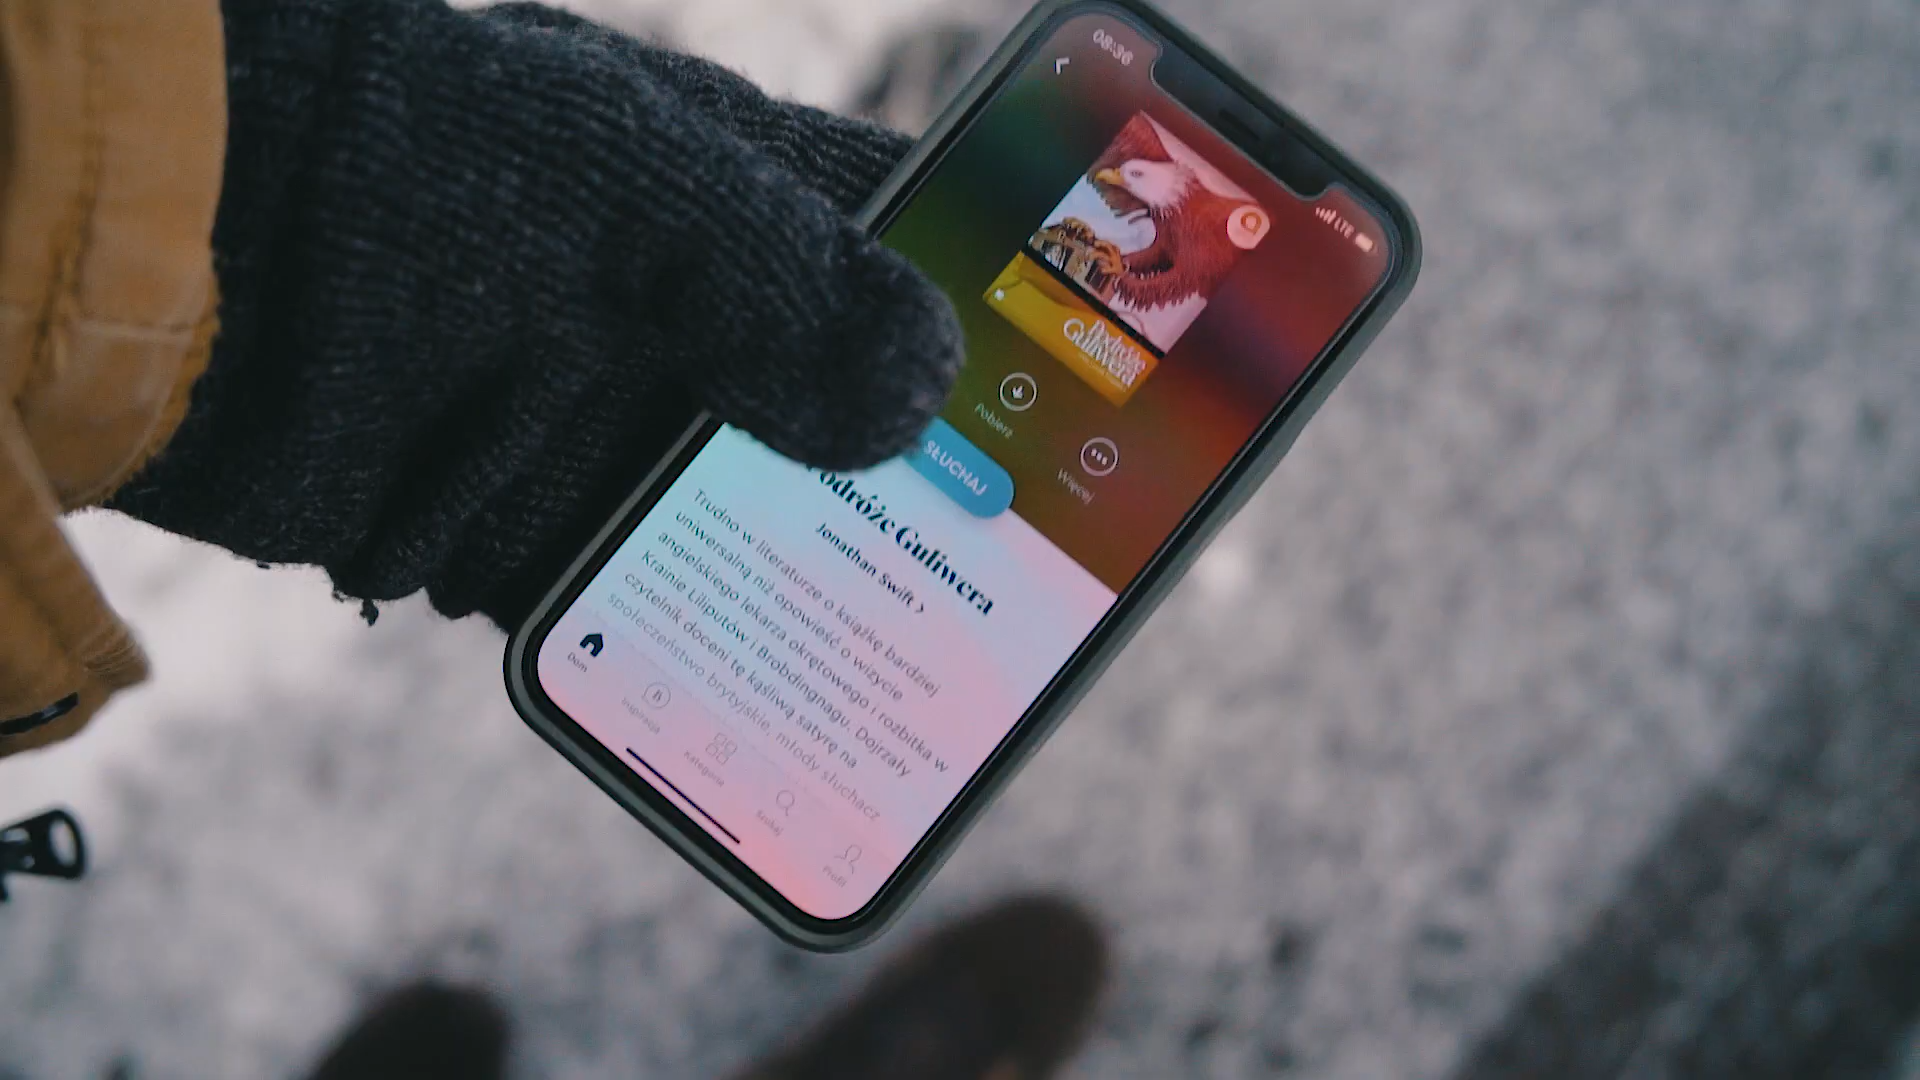 08:36
LTE
Podróże
Guliwera
Pobierz
Więcej
SŁUCHAJ
odróże Guliwera
Jonathan Swift >
Trudno w literaturze o książkę bardziej
uniwersalną niż opowieść o wizycie
angielskiego lekarza okrętowego i rozbitka w
Krainie Liliputów i Brobdingnagu. Dojrzały
czytelnik doceni tę kąśliwą satyrę na
społeczeństwo brytyjskie, młody słuchacz
Dom
B
Inspiracje
Kategorie
Szukaj
Profil